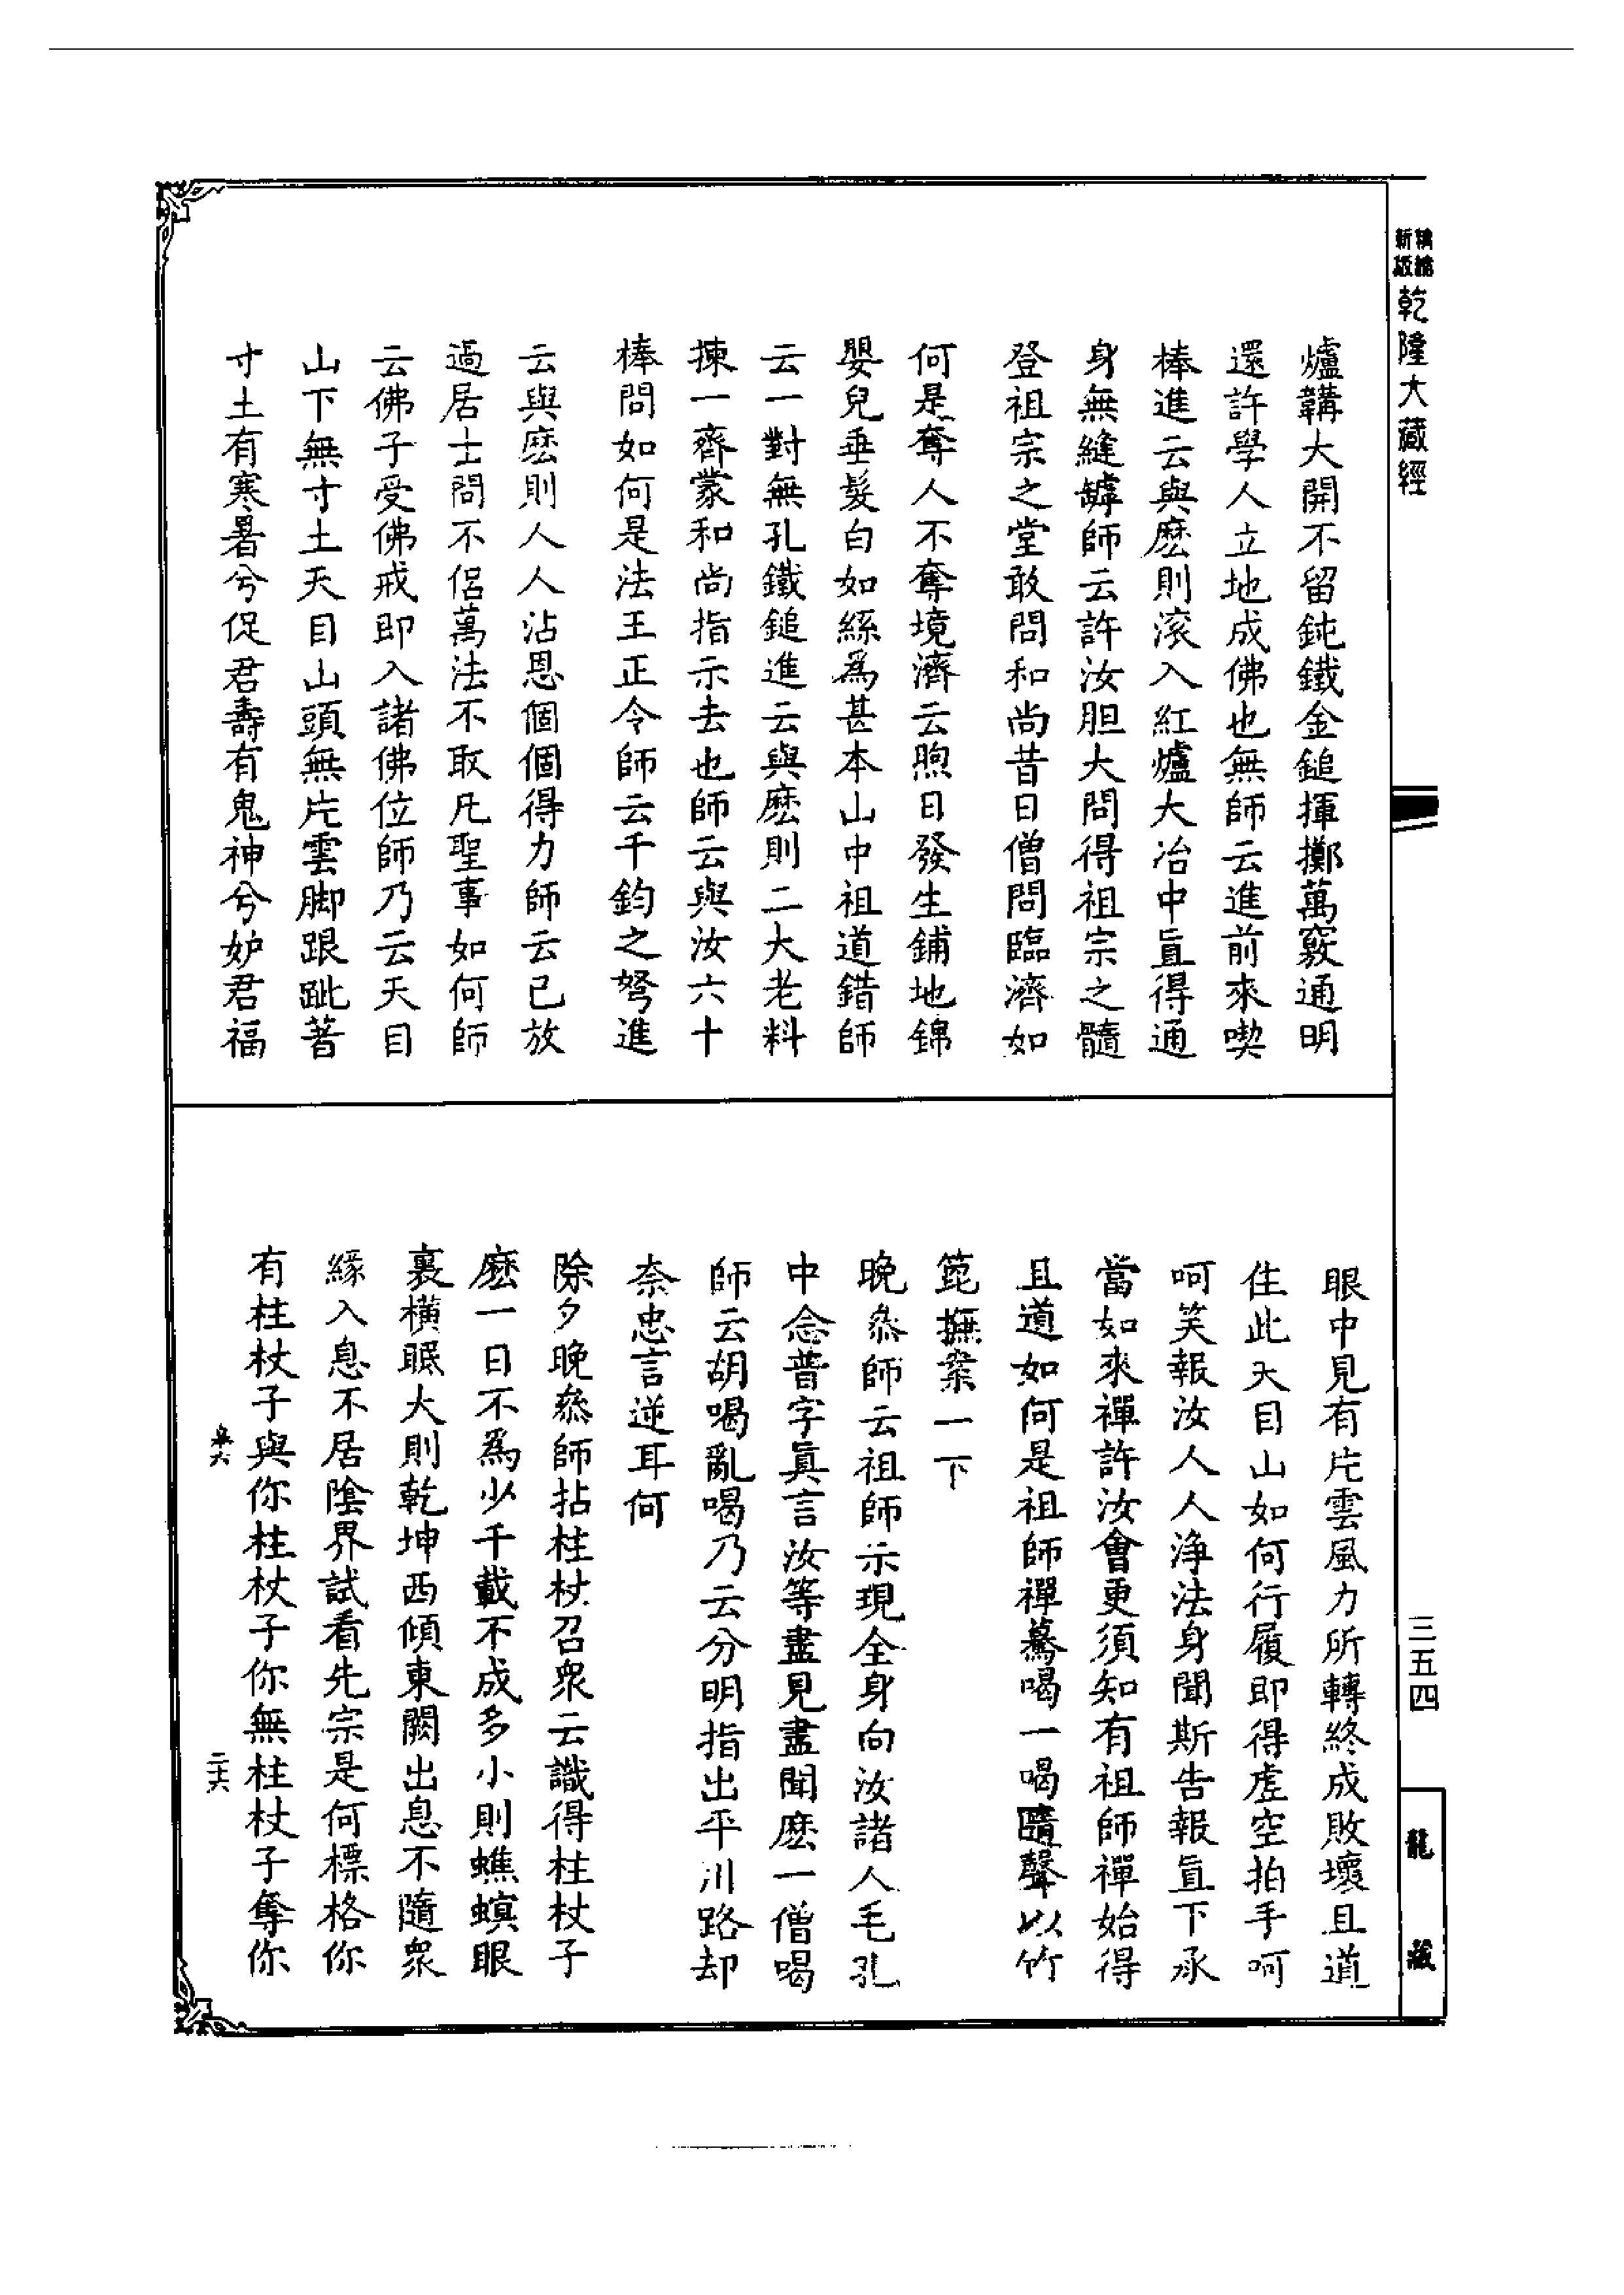 新編縮版乾隆大藏經
爐韛大開不留鈍鐵金鎚揮擲萬竅通明
還許學人立地成佛也無師云進前來喫
棒進云與麽則滚入紅爐大冶中直得通
身無縫罅師云許汝胆大問得祖宗之髓
登祖宗之堂敢問和尚昔日僧問臨濟如
何是奪人不奪境濟云煦日發生鋪地錦
嬰兒垂髮白如絲爲甚本山中祖道錯師
云一對無孔鐵鎚進云與麽則二大老料
揀一齊蒙和尚指示去也師云與汝六十
棒問如何是法王正令師云千鈞之弩進
云與麽則人人沾恩個個得力師云已放
過居士問不侶萬法不取凡聖事如何師
云佛子受佛戒即入諸佛位師乃云天目
山下無寸土天目山頭無片雲脚跟跐著
寸土有寒暑兮促君壽有鬼神兮妒君福
眼中見有片雲風力所轉終成敗壞且道
住此天目山如何行履即得虛空拍手呵
呵笑報汝人人淨法身聞斯告報直下承
當如來禪許汝會更須知有祖師禪始得
且道如何是祖師禪驀喝一喝隨聲以竹
篦撫案一下
晚叅師云祖師示現全身向汝諸人毛孔
中念普字眞言汝等盡見盡聞麽一僧喝
師云胡喝亂喝乃云分明指出平川路却
奈忠言逆耳何
除夕晚叅師拈柱杖召衆云識得柱杖子
麽一日不爲少千載不成多小則蟭螟眼
裏橫眠大則乾坤西傾東闕出息不隨衆
緣入息不居陰界試看先宗是何標格你
有柱杖子與你柱杖子你無柱杖子奪你
三五四
龍藏
二六